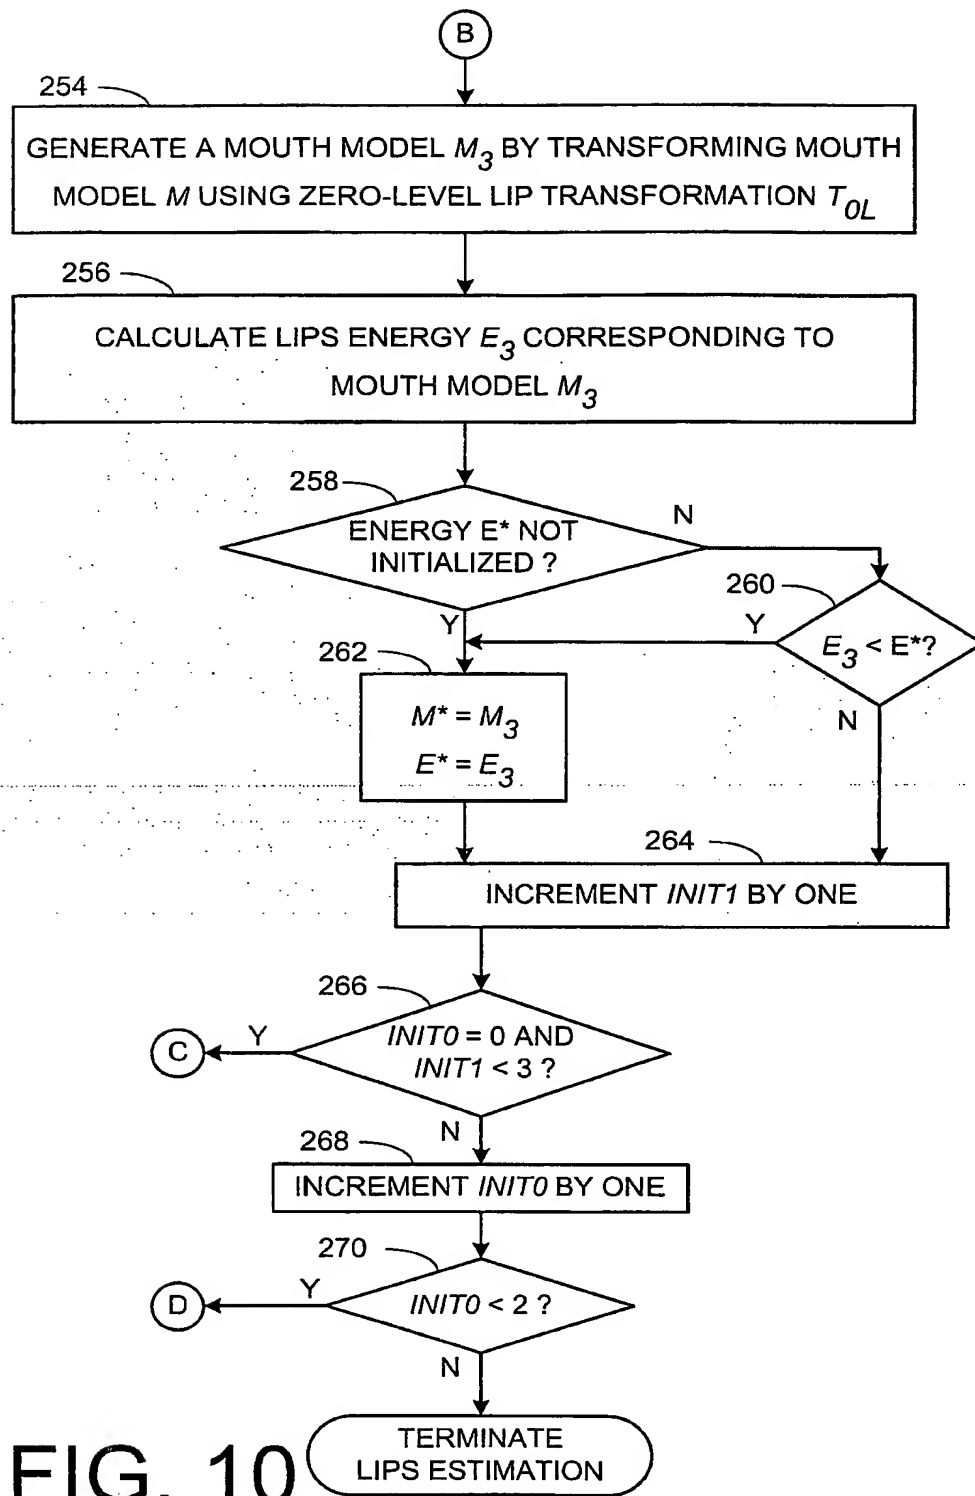 B
254
GENERATE A MOUTH MODEL M3 BY TRANSFORMING MOUTH
MODEL M USING ZERO-LEVEL LIP TRANSFORMATION T0L
256
CALCULATE LIPS ENERGY E3 CORRESPONDING TO
MOUTH MODEL M3
258
ENERGY E* NOT
INITIALIZED ?
N
Y
260
E3 < E*?
Y
N
262
M* = M3
E* = E3
264
INCREMENT INIT1 BY ONE
266
INIT0 = 0 AND
INIT1 < 3 ?
Y
C
N
268
INCREMENT INIT0 BY ONE
270
INIT0 < 2 ?
Y
D
N
TERMINATE
LIPS ESTIMATION
FIG. 10